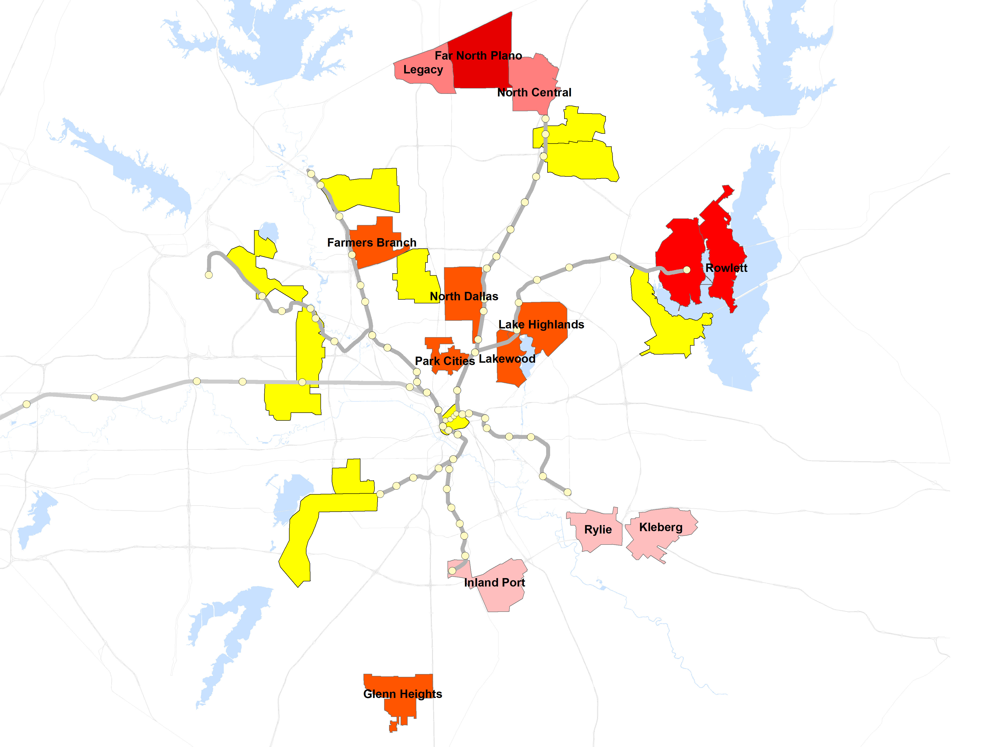 Far North Plano
Legacy
North Central
Farmers Branch
Rowlett
North Dallas
Lake Highlands
Park Cities
Lakewood
Rylie
Kleberg
Inland Port
Glenn Heights